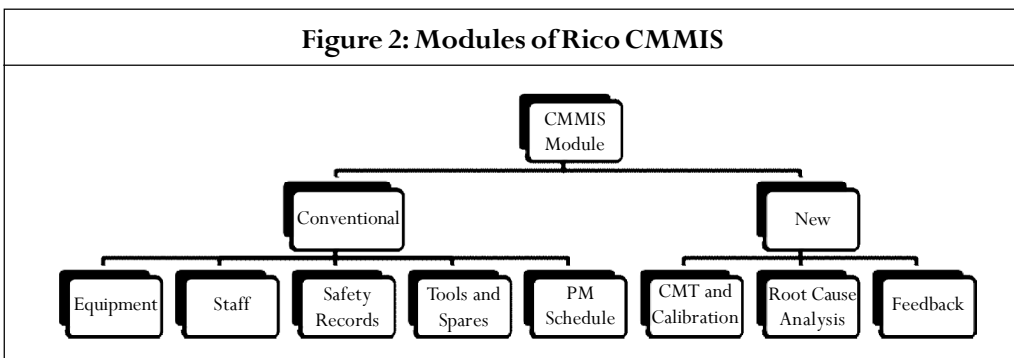 Figure 2: Modules of Rico CMMIS
CMMIS
Module
Conventional
New
Equipment
Staff
Safety
Records
Tools and
Spares
PM
Schedule
CMT and
Calibration
Root Cause
Analysis
Feedback